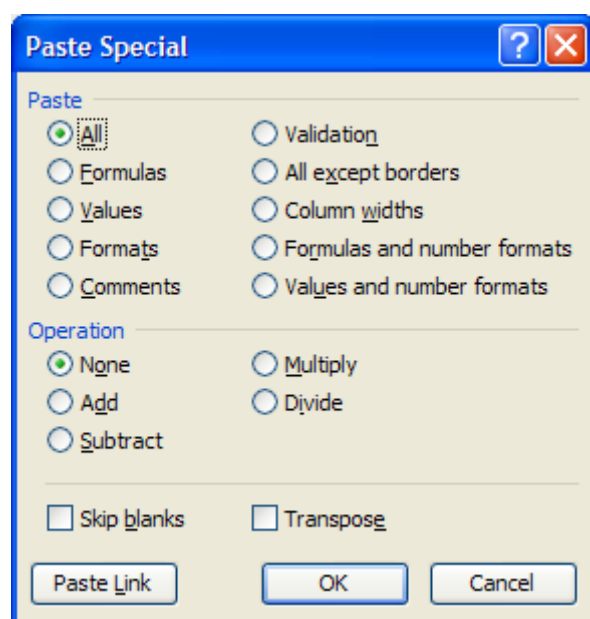 Paste Special
Paste
All Validation
Formulas All except borders
Values Column widths
Formats Formulas and number formats
Comments Values and number formats
Operation
None Multiply
Add Divide
Subtract
Skip blanks Transpose
Paste Link OK Cancel